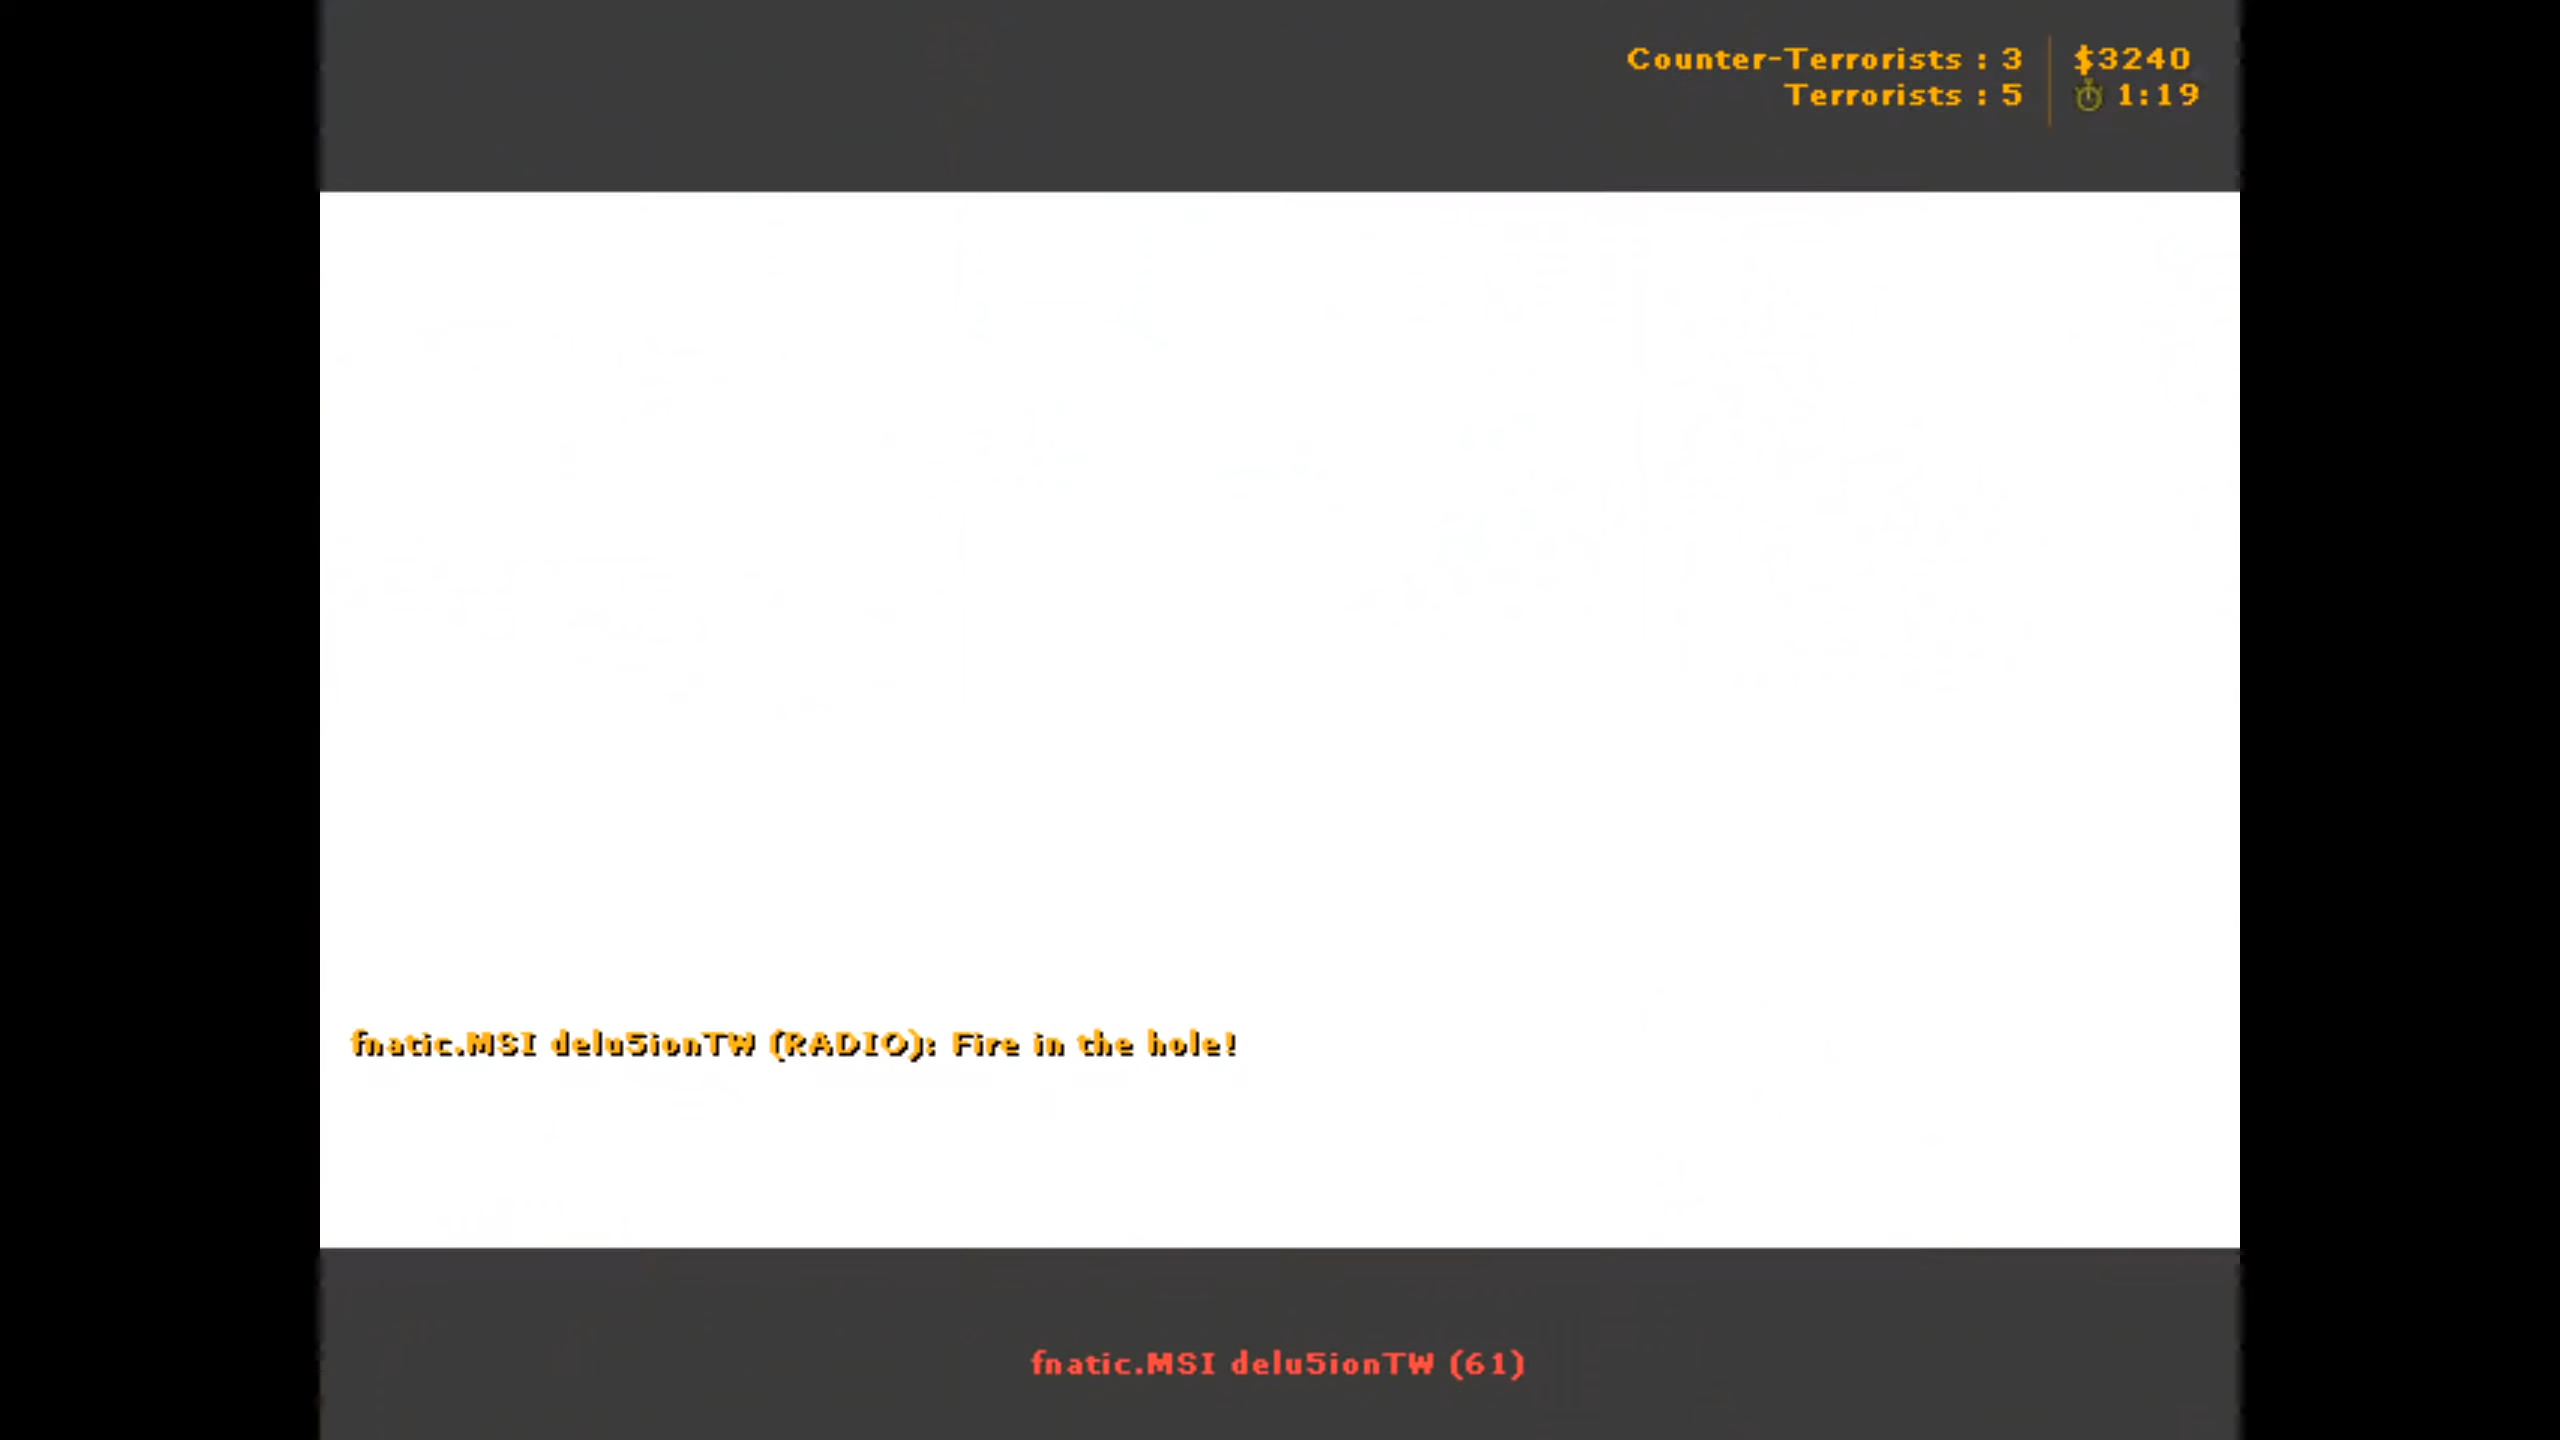 Counter-Terrorists : 3 $3240
Terrorists : 5 1:19
fnatic.MSI delu5ionTW (RADIO): Fire in the hole!
fnatic.MSI delu5ionTW (61)